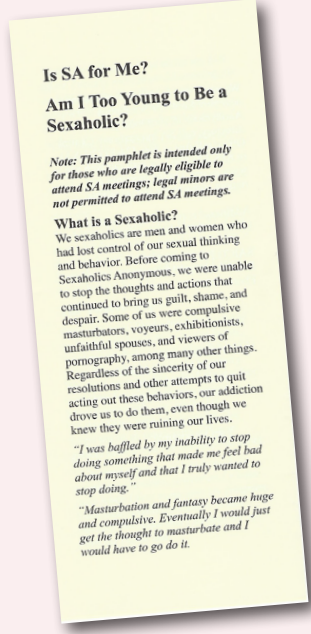 Is SA for Me?
Am I Too Young to Be a
Sexaholic?
Note: This pamphlet is intended only
for those who are legally eligible to
attend SA meetings; legal minors are
not permitted to attend SA meetings.
What is a Sexaholic?
We sexaholics are men and women who
had lost control of our sexual thinking
and behavior. Before coming to
Sexaholics Anonymous, we were unable
to stop the thoughts and actions that
continued to bring us guilt, shame, and
despair. Some of us were compulsive
masturbators, voyeurs, exhibitionists,
unfaithful spouses, and viewers of
pornography, among many other things.
Regardless of the sincerity of our
resolutions and other attempts to quit
acting out these behaviors, our addiction
drove us to do them, even though we
knew they were ruining our lives.
“I was baffled by my inability to stop
doing something that made me feel bad
about myself and that I truly wanted to
stop doing.”
“Masturbation and fantasy became huge
and compulsive. Eventually I would just
get the thought to masturbate and I
would have to go do it.